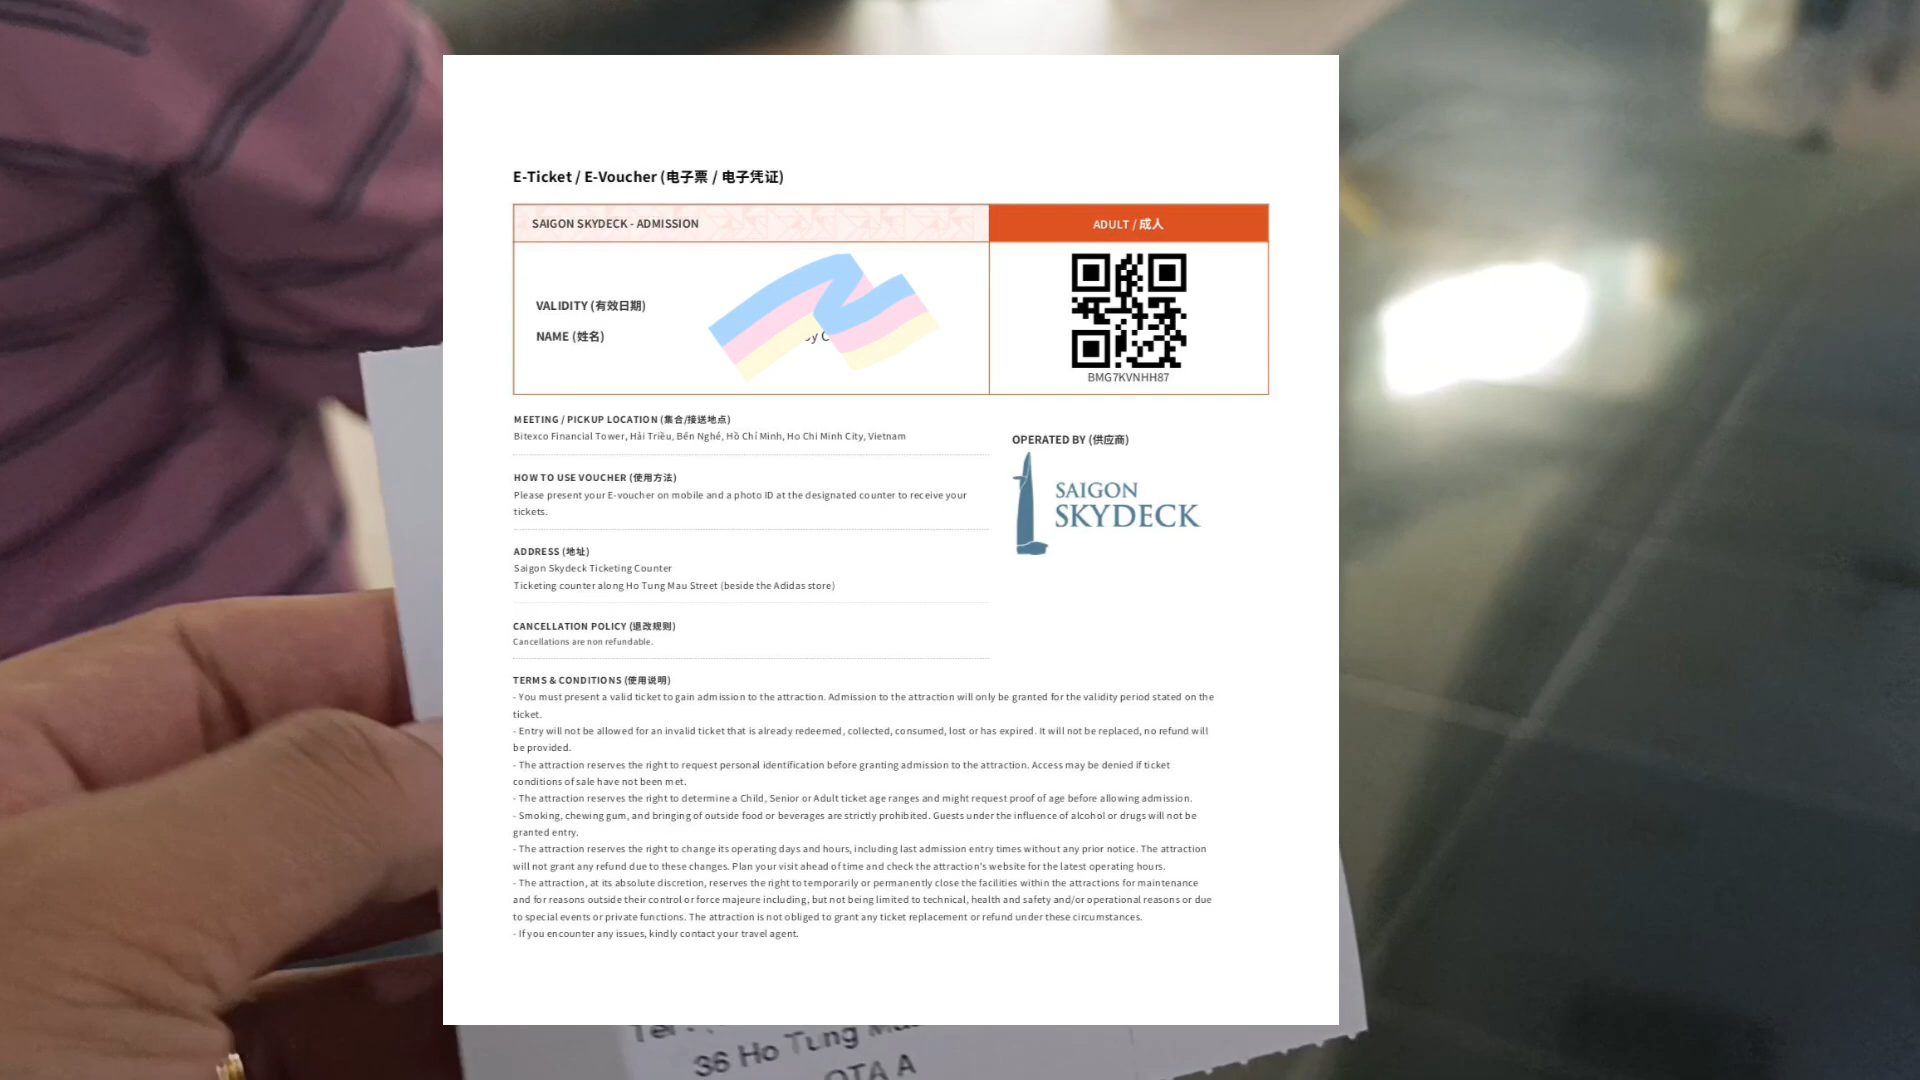 E-Ticket / E-Voucher (电子票 / 电子凭证)
SAIGON SKYDECK - ADMISSION
ADULT / 成人
VALIDITY (有效日期)
NAME (姓名)
BMG7KVNHH87
MEETING / PICKUP LOCATION (集合/接送地点)
Bitexco Financial Tower, Hải Triều, Bến Nghé, Hồ Chí Minh, Ho Chi Minh City, Vietnam
OPERATED BY (供应商)
SAIGON
SKYDECK
HOW TO USE VOUCHER (使用方法)
Please present your E-voucher on mobile and a photo ID at the designated counter to receive your
tickets.
ADDRESS (地址)
Saigon Skydeck Ticketing Counter
Ticketing counter along Ho Tung Mau Street (beside the Adidas store)
CANCELLATION POLICY (退改规则)
Cancellations are non refundable.
TERMS & CONDITIONS (使用说明)
- You must present a valid ticket to gain admission to the attraction. Admission to the attraction will only be granted for the validity period stated on the
ticket.
- Entry will not be allowed for an invalid ticket that is already redeemed, collected, consumed, lost or has expired. It will not be replaced, no refund will
be provided.
- The attraction reserves the right to request personal identification before granting admission to the attraction. Access may be denied if ticket
conditions of sale have not been met.
- The attraction reserves the right to determine a Child, Senior or Adult ticket age ranges and might request proof of age before allowing admission.
- Smoking, chewing gum, and bringing of outside food or beverages are strictly prohibited. Guests under the influence of alcohol or drugs will not be
granted entry.
- The attraction reserves the right to change its operating days and hours, including last admission entry times without any prior notice. The attraction
will not grant any refund due to these changes. Plan your visit ahead of time and check the attraction's website for the latest operating hours.
- The attraction, at its absolute discretion, reserves the right to temporarily or permanently close the facilities within the attractions for maintenance
and for reasons outside their control or force majeure including, but not being limited to technical, health and safety and/or operational reasons or due
to special events or private functions. The attraction is not obliged to grant any ticket replacement or refund under these circumstances.
- If you encounter any issues, kindly contact your travel agent.
36 Ho Tung
OTA A